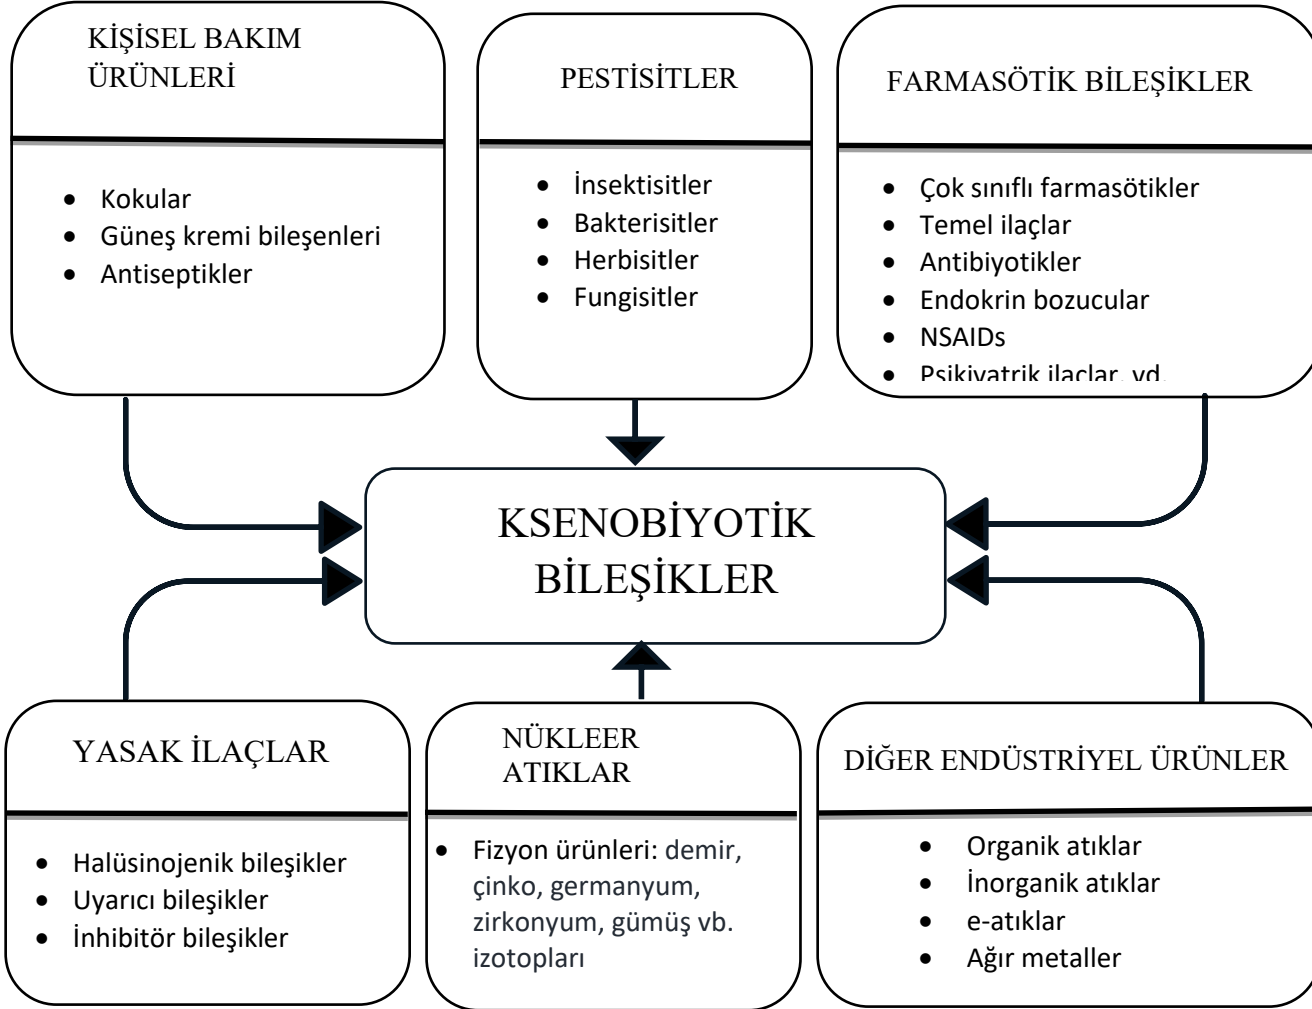 KİŞİSEL BAKIM
ÜRÜNLERİ
• Kokular
• Güneş kremi bileşenleri
• Antiseptikler
PESTİSİTLER
• İnsektisitler
• Bakterisitler
• Herbisitler
• Fungisitler
FARMASÖTİK BİLEŞİKLER
• Çok sınıflı farmasötikler
• Temel ilaçlar
• Antibiyotikler
• Endokrin bozucular
• NSAIDs
• Psikiyatrik ilaçlar, vd.
KSENOBİYOTİK
BİLEŞİKLER
YASAK İLAÇLAR
• Halüsinojenik bileşikler
• Uyarıcı bileşikler
• İnhibitör bileşikler
NÜKLEER
ATIKLAR
• Fizyon ürünleri: demir,
çinko, germanyum,
zirkonyum, gümüş vb.
izotopları
DİĞER ENDÜSTRİYEL ÜRÜNLER
• Organik atıklar
• İnorganik atıklar
• e-atıklar
• Ağır metaller